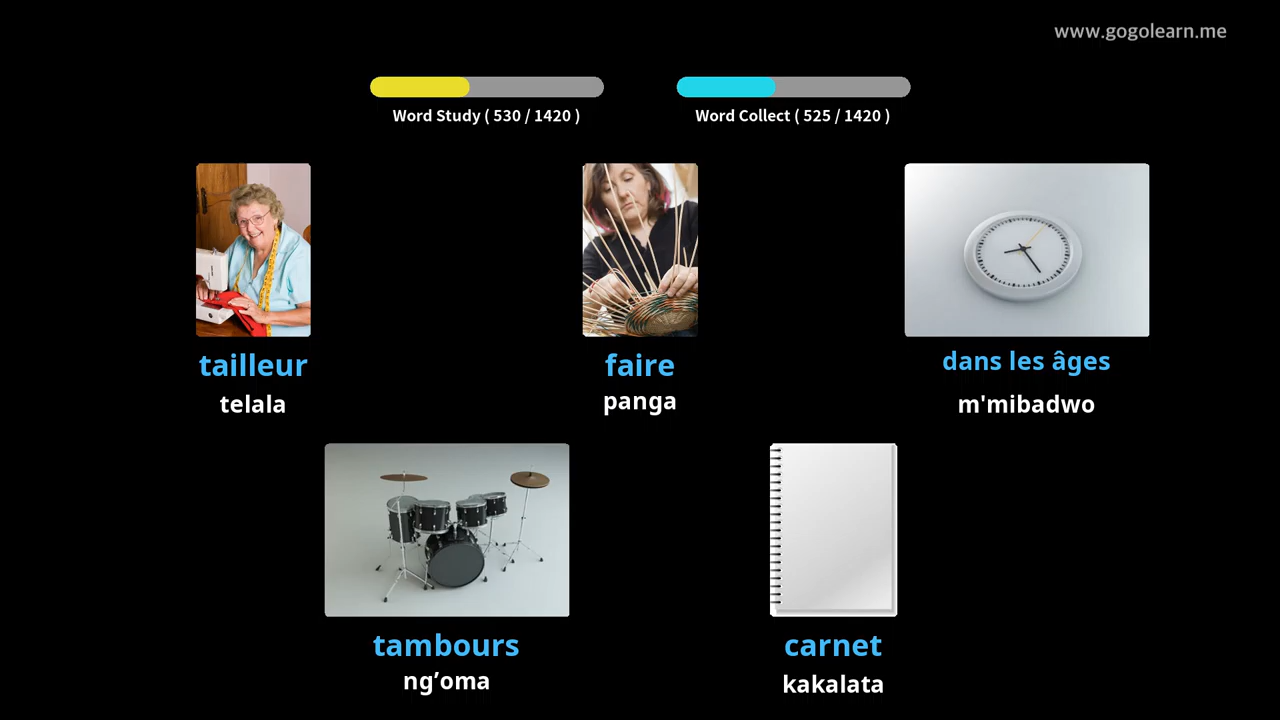 www.gogolearn.me
Word Study ( 530 / 1420 )
Word Collect ( 525 / 1420 )
tailleur
telala
faire
panga
dans les âges
m'mibadwo
tambours
ng’oma
carnet
kakalata